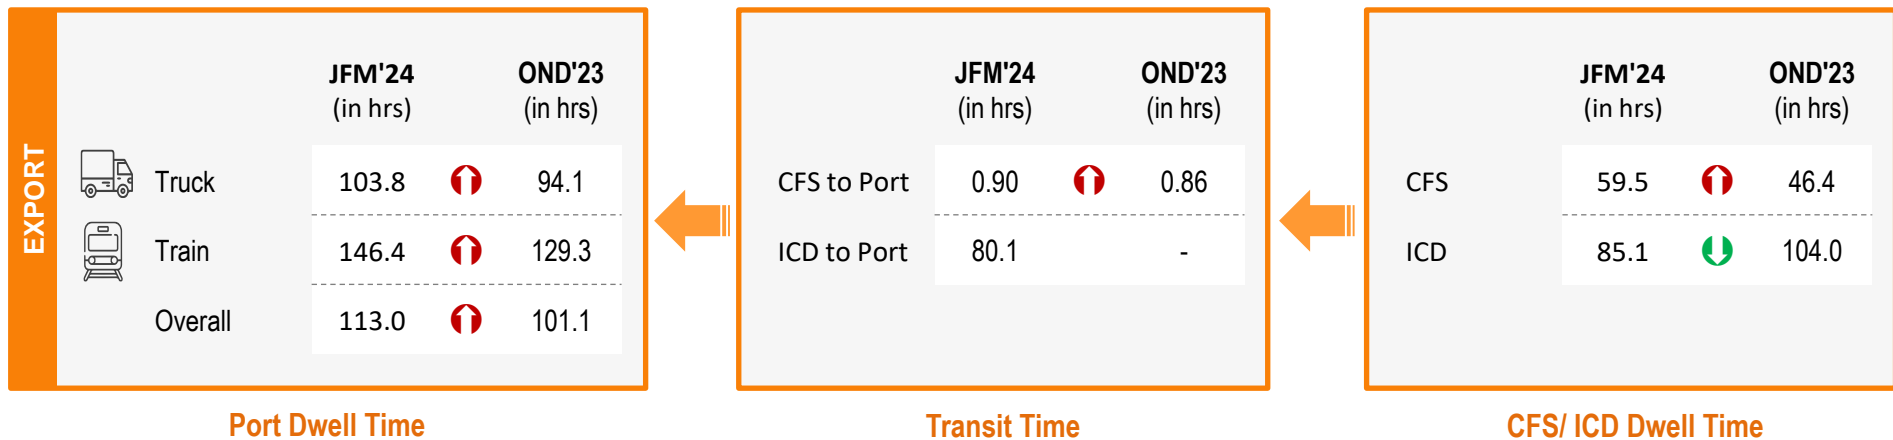 EXPORT
JFM'24 OND'23
(in hrs) (in hrs)
Truck 103.8 94.1
Train 146.4 129.3
Overall 113.0 101.1
Port Dwell Time
JFM'24 OND'23
(in hrs) (in hrs)
CFS to Port 0.90 0.86
ICD to Port 80.1 -
Transit Time
JFM'24 OND'23
(in hrs) (in hrs)
CFS 59.5 46.4
ICD 85.1 104.0
CFS/ ICD Dwell Time